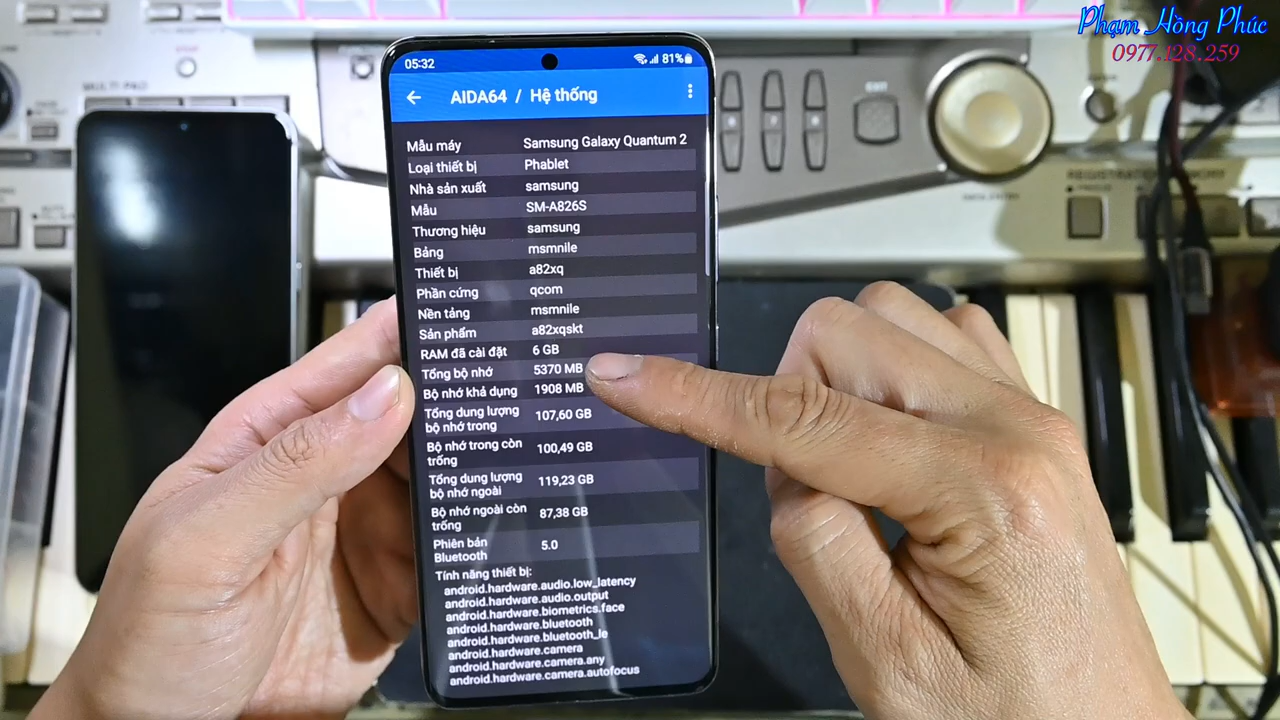 Phạm Hồng Phúc
0977.128.259
05:32
81%
AIDA64 / Hệ thống
Mẫu máy Samsung Galaxy Quantum 2
Loại thiết bị Phablet
Nhà sản xuất samsung
Mẫu SM-A826S
Thương hiệu samsung
Bảng msmnile
Thiết bị a82xq
Phần cứng qcom
Nền tảng msmnile
Sản phẩm a82xqskt
RAM đã cài đặt 6 GB
Tổng bộ nhớ 5370 MB
Bộ nhớ khả dụng 1908 MB
Tổng dung lượng
bộ nhớ trong 107,60 GB
Bộ nhớ trong còn
trống 100,49 GB
Tổng dung lượng
bộ nhớ ngoài 119,23 GB
Bộ nhớ ngoài còn
trống 87,38 GB
Phiên bản
Bluetooth 5.0
Tính năng thiết bị:
android.hardware.audio.low_latency
android.hardware.audio.output
android.hardware.biometrics.face
android.hardware.bluetooth
android.hardware.bluetooth_le
android.hardware.camera
android.hardware.camera.any
android.hardware.camera.autofocus
MULTI PAD